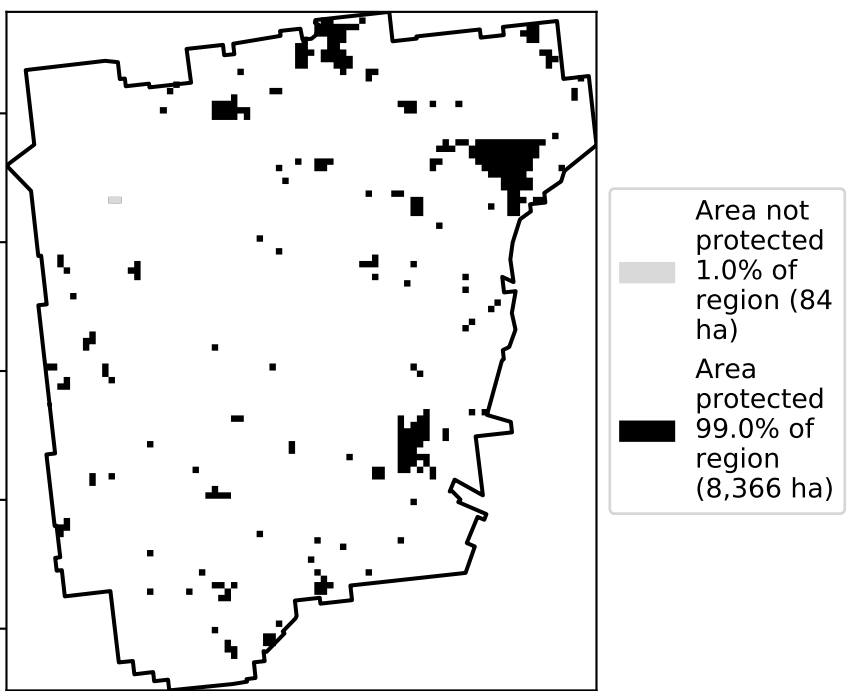 Area not
protected
1.0% of
region (84
ha)
Area
protected
99.0% of
region
(8,366 ha)